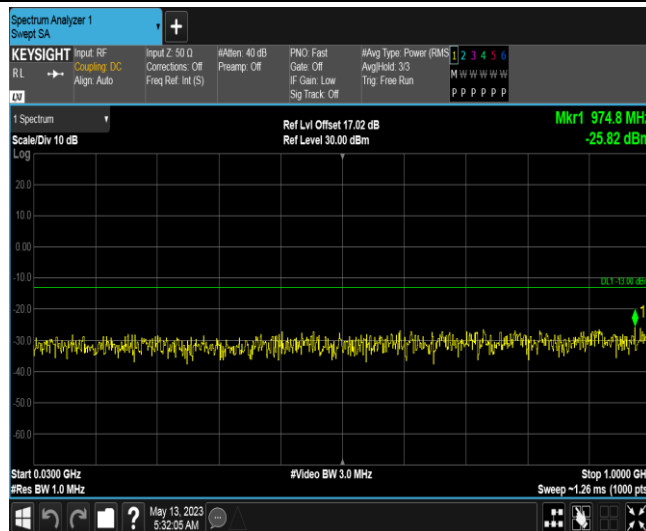 Spectrum Analyzer 1
Swept SA
+
KEYSIGHT
RL
LXI
Input: RF
Coupling: DC
Align: Auto
Input Z: 50 Ω
Corrections: Off
Freq Ref: Int (S)
#Atten: 40 dB
Preamp: Off
PNO: Fast
Gate: Off
IF Gain: Low
Sig Track: Off
#Avg Type: Power (RMS
Avg|Hold: 3/3
Trig: Free Run
1 2 3 4 5 6
M W W W W W
P P P P P P
1 Spectrum
Scale/Div 10 dB
Log
Ref Lvl Offset 17.02 dB
Ref Level 30.00 dBm
Mkr1 974.8 MHz
-25.82 dBm
20.0
10.0
0.00
-10.0
DL1 -13.00 dBm
-20.0
1
-30.0
-40.0
-50.0
-60.0
Start 0.0300 GHz
#Res BW 1.0 MHz
#Video BW 3.0 MHz
Stop 1.0000 GH
Sweep ~1.26 ms (1000 pts
?
May 13, 2023
5:32:05 AM